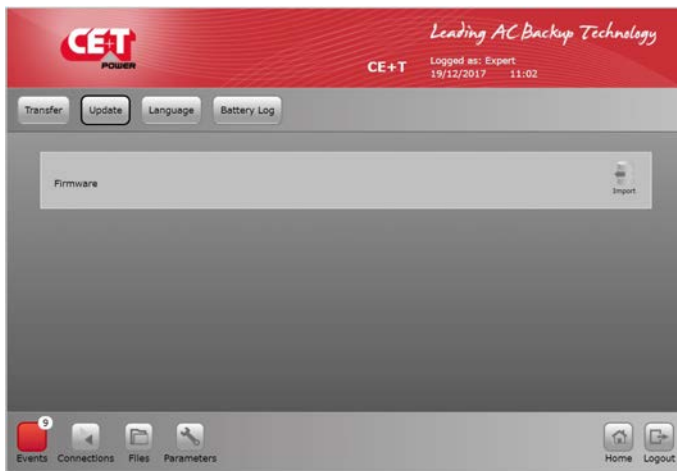 CE+T
POWER
Leading AC Backup Technology
CE+T
Logged as: Expert
19/12/2017 11:02
Transfer
Update
Language
Battery Log
Firmware
Import
9
Events
Connections
Files
Parameters
Home
Logout